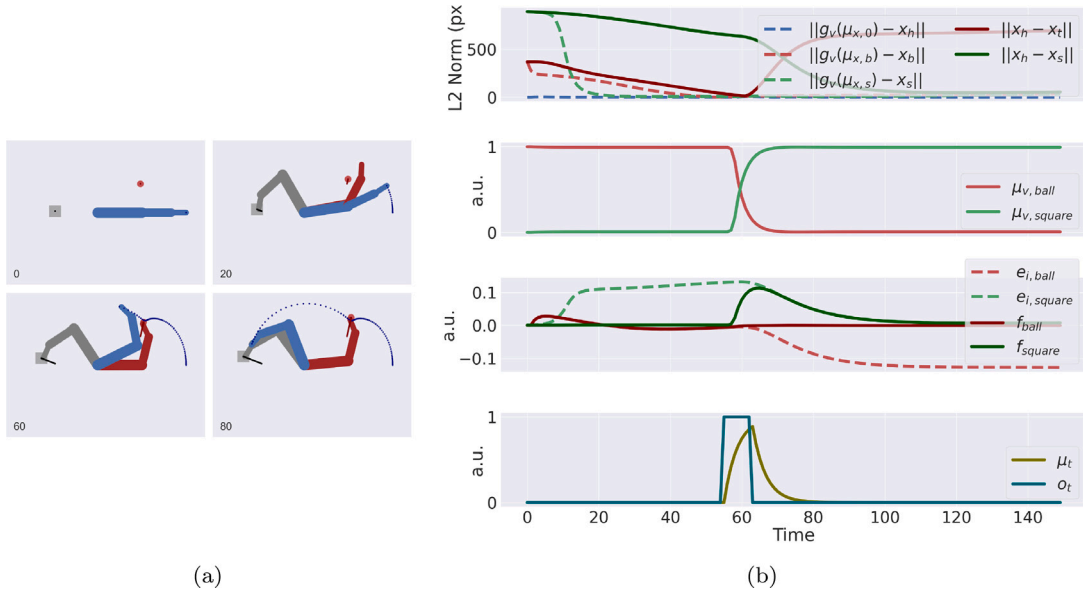 0
20
60
80
(a)
L2 Norm (px
500
0
||g_v(μ_{x,0}) − x_h||
||g_v(μ_{x,b}) − x_b||
||g_v(μ_{x,s}) − x_s||
||x_h − x_t||
||x_h − x_s||
a.u.
1
0
μ_{v,ball}
μ_{v,square}
a.u.
0.1
0.0
−0.1
e_{i,ball}
e_{i,square}
f_{ball}
f_{square}
a.u.
1
0
μ_t
o_t
0 20 40 60 80 100 120 140
Time
(b)